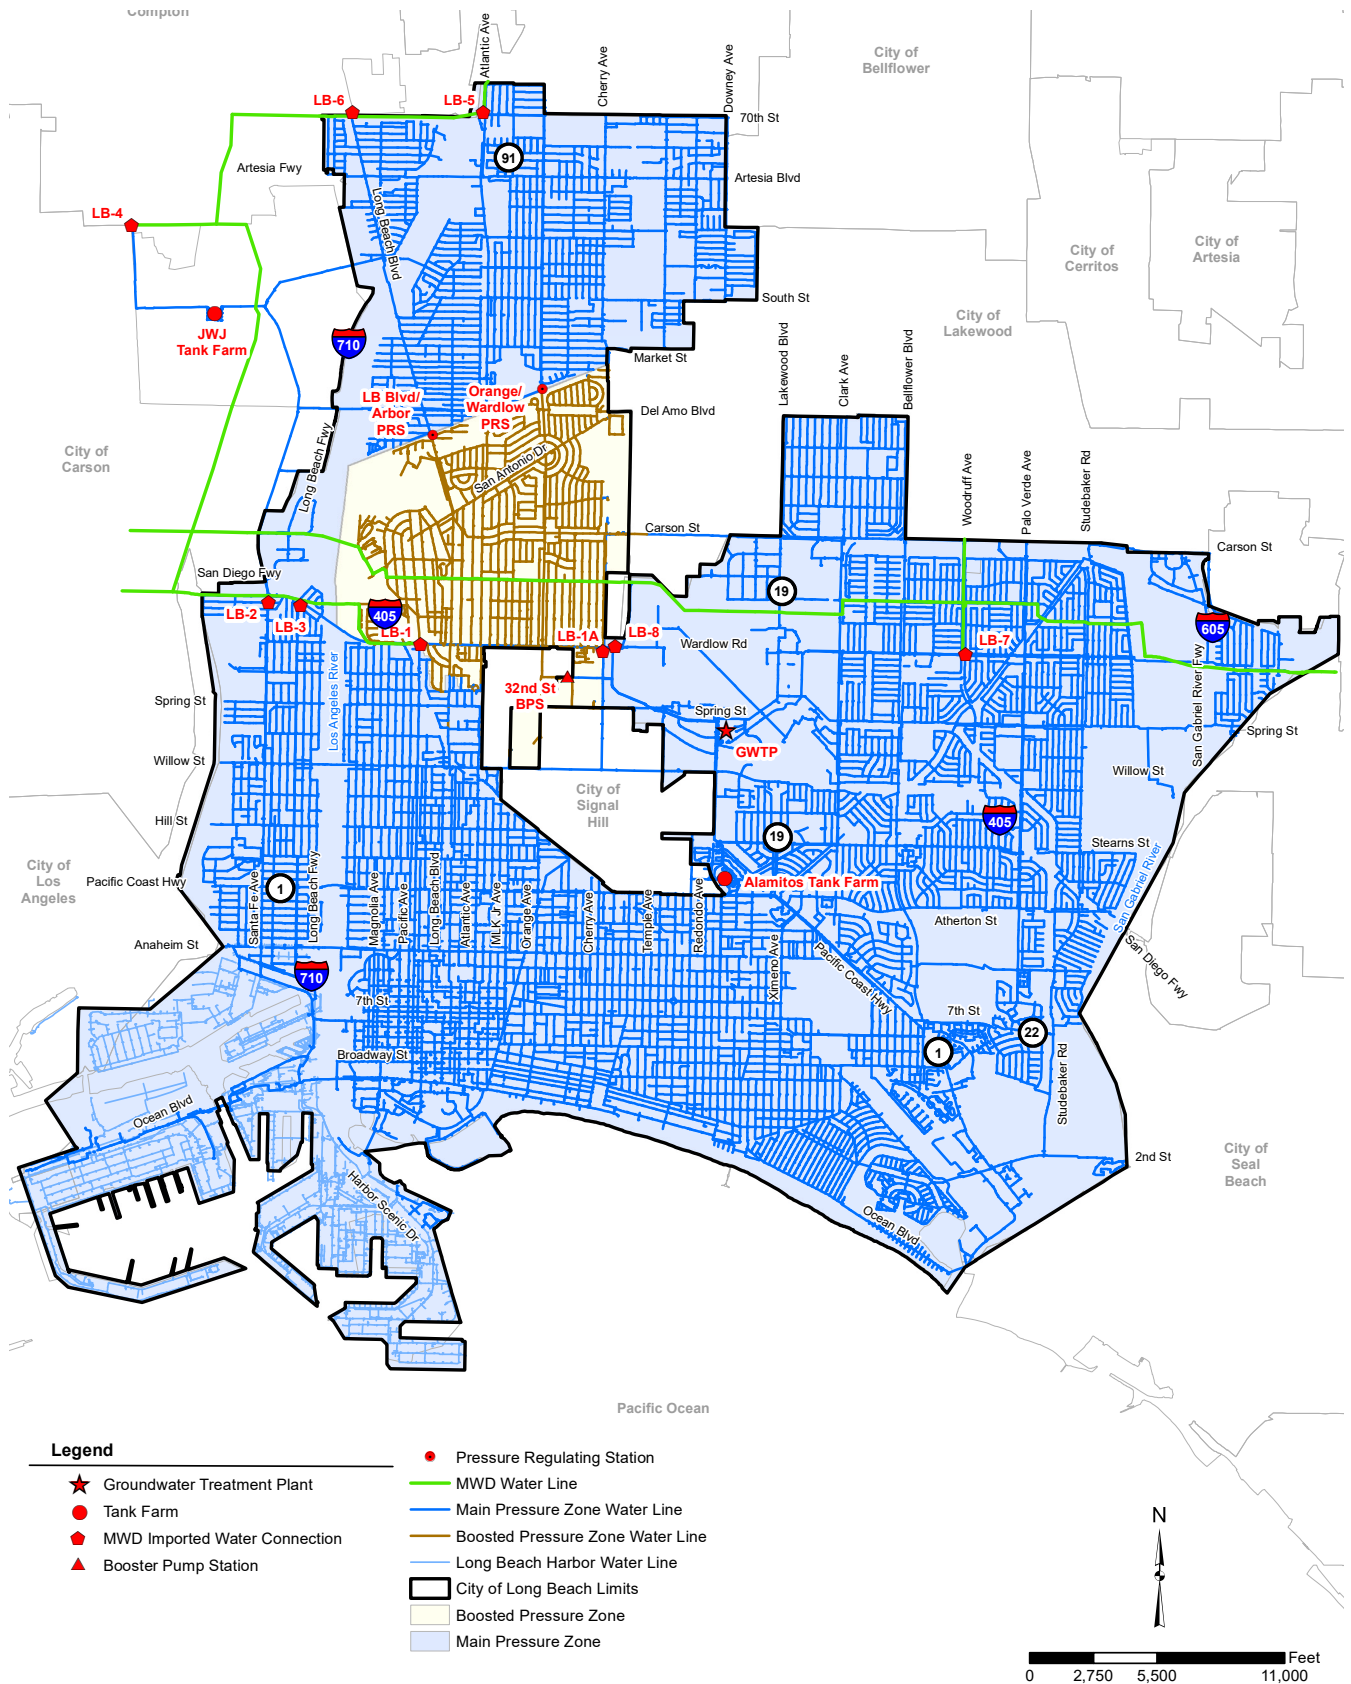 Compton
Atlantic Ave
Cherry Ave
Downey Ave
City of
Bellflower
LB-6
LB-5
70th St
91
Artesia Fwy
Artesia Blvd
LB-4
Long Beach Blvd
City of
Cerritos
City of
Artesia
South St
JWJ
Tank Farm
710
City of
Lakewood
Lakewood Blvd
Clark Ave
Bellflower Blvd
Market St
LB Blvd/
Arbor
PRS
Orange/
Wardlow
PRS
Del Amo Blvd
City of
Carson
Long Beach Fwy
San Antonio Dr
Woodruff Ave
Palo Verde Ave
Studebaker Rd
Carson St
Carson St
San Diego Fwy
19
LB-2
LB-3
405
LB-1
LB-1A
LB-8
Wardlow Rd
LB-7
605
Los Angeles River
32nd St
BPS
San Gabriel River Fwy
Spring St
Spring St
Spring St
GWTP
Willow St
Willow St
City of
Signal
Hill
Hill St
19
405
Stearns St
City of
Los
Angeles
Pacific Coast Hwy
1
Santa Fe Ave
Long Beach Fwy
Magnolia Ave
Pacific Ave
Long Beach Blvd
Atlantic Ave
MLK Jr Ave
Orange Ave
Cherry Ave
Temple Ave
Redondo Ave
Alamitos Tank Farm
San Gabriel River
Atherton St
Anaheim St
Ximeno Ave
Pacific Coast Hwy
San Diego Fwy
710
7th St
7th St
22
1
Broadway St
Studebaker Rd
Ocean Blvd
2nd St
City of
Seal
Beach
Harbor Scenic Dr
Ocean Blvd
Pacific Ocean
Legend
Groundwater Treatment Plant
Tank Farm
MWD Imported Water Connection
Booster Pump Station
Pressure Regulating Station
MWD Water Line
Main Pressure Zone Water Line
Boosted Pressure Zone Water Line
Long Beach Harbor Water Line
City of Long Beach Limits
Boosted Pressure Zone
Main Pressure Zone
N
Feet
0 2,750 5,500 11,000